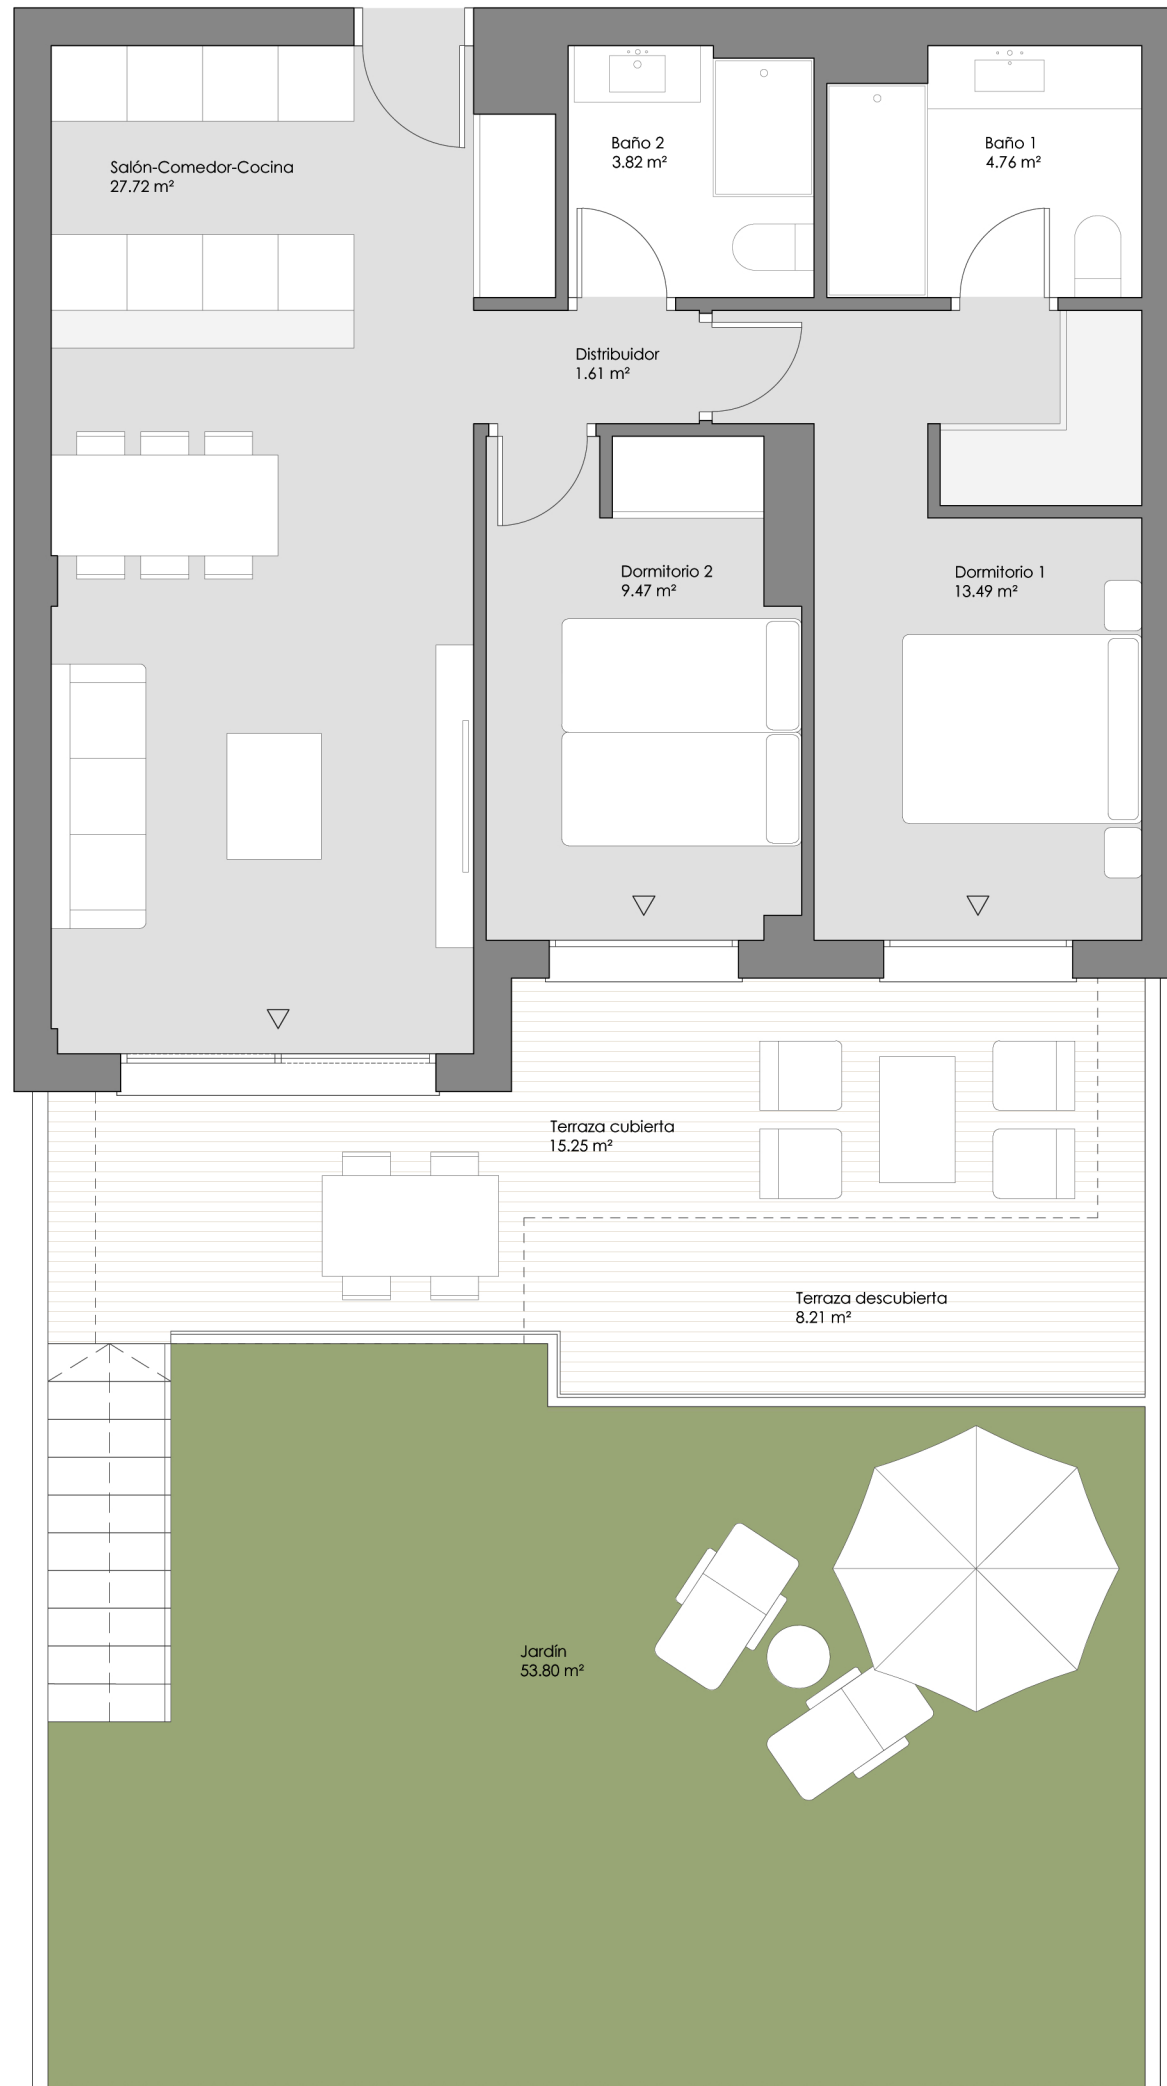 Salón-Comedor-Cocina
27.72 m²
Baño 2
3.82 m²
Baño 1
4.76 m²
Distribuidor
1.61 m²
Dormitorio 2
9.47 m²
Dormitorio 1
13.49 m²
Terraza cubierta
15.25 m²
Terraza descubierta
8.21 m²
Jardín
53.80 m²